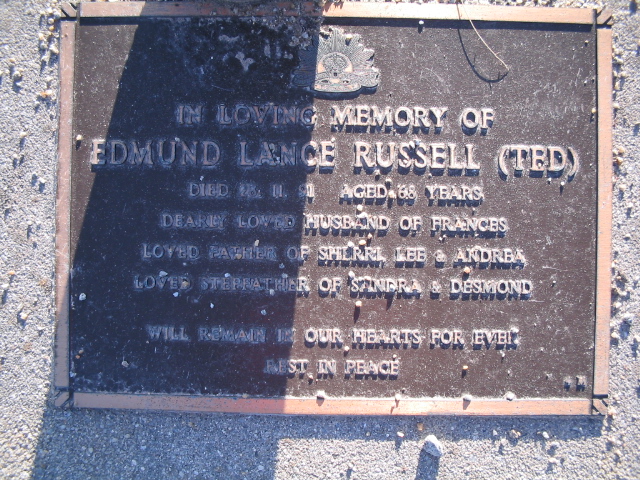 IN LOVING MEMORY OF
EDMUND LANCE RUSSELL (TED)
DIED 11. 91 AGED 68 YEARS
DEARLY LOVED HUSBAND OF FRANCES
LOVED FATHER OF SHERRI, LEE & ANDREA
LOVED STEPFATHER OF SANDRA & DESMOND
WILL REMAIN IN OUR HEARTS FOR EVER
REST IN PEACE